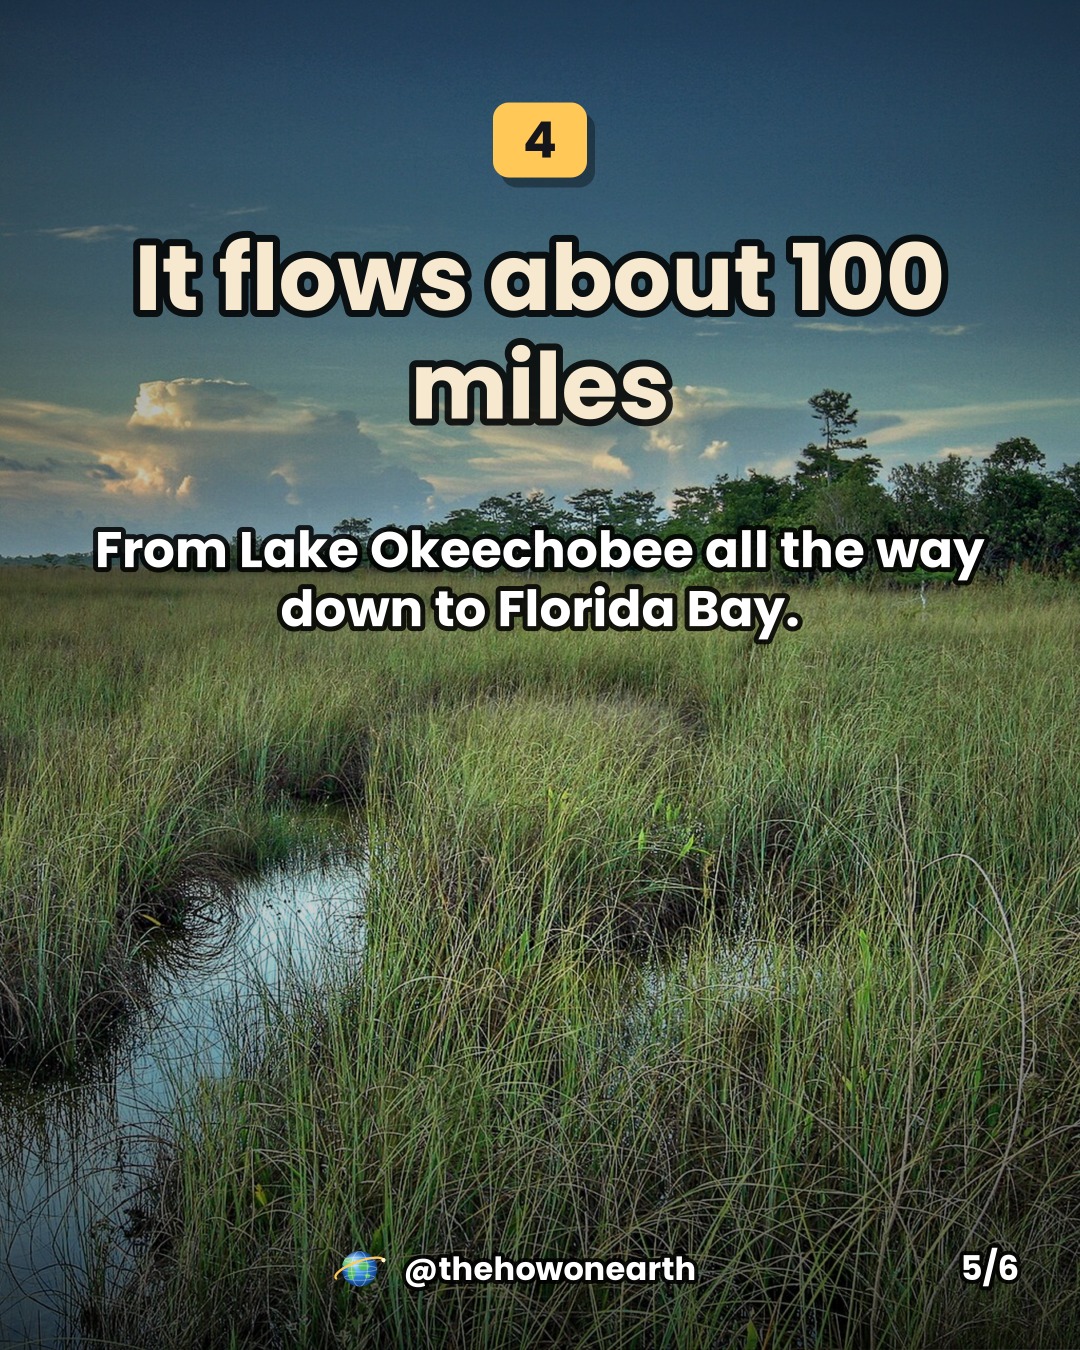 4
It flows about 100
miles
From Lake Okeechobee all the way
down to Florida Bay.
@thehowonearth
5/6